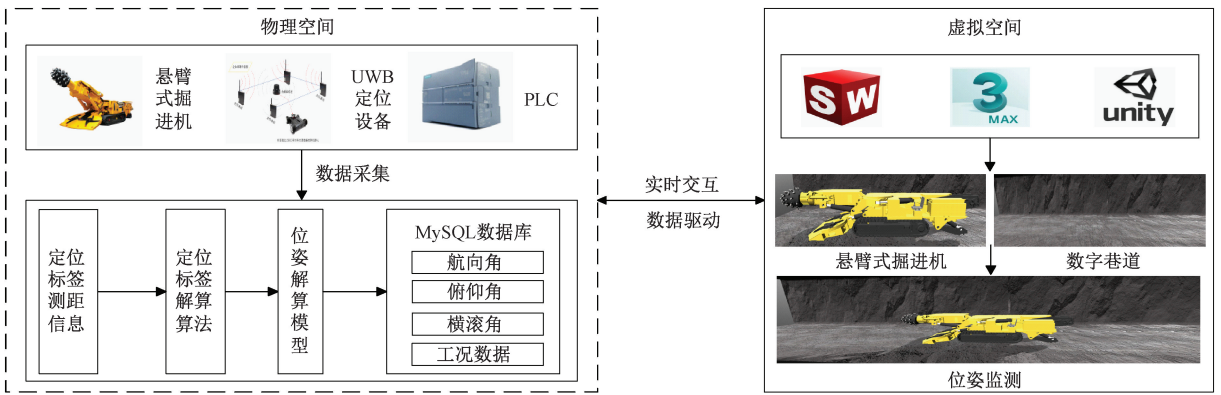 物理空间
悬臂
式掘
进机
UWB
定位
设备
PLC
数据采集
定位
标签
测距
信息
定位
标签
解算
算法
位
姿
解
算
模
型
MySQL数据库
航向角
俯仰角
横滚角
工况数据
实时交互
数据驱动
虚拟空间
SW
3
MAX
unity
悬臂式掘进机
数字巷道
位姿监测